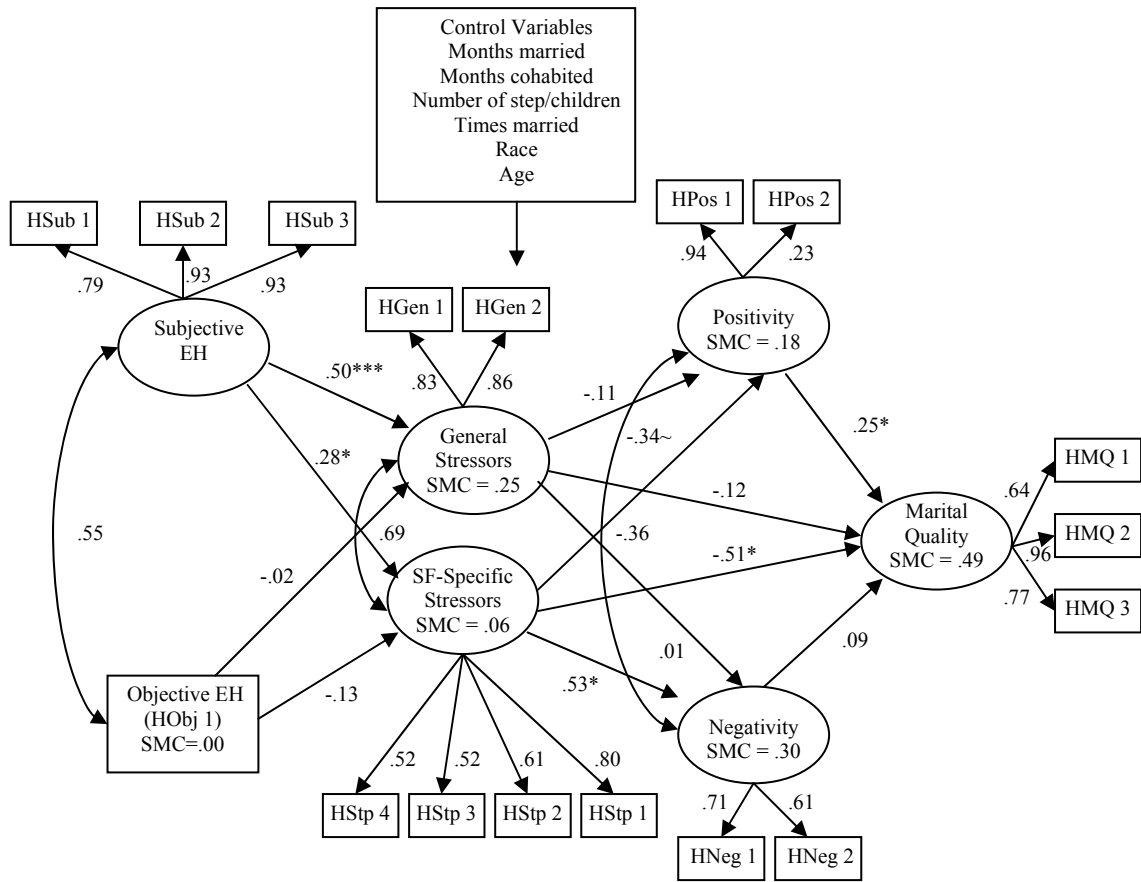 Control Variables
Months married
Months cohabited
Number of step/children
Times married
Race
Age
HSub 1
HSub 2
HSub 3
HPos 1
HPos 2
.79
.93
.93
.94
.23
HGen 1
HGen 2
Subjective
EH
Positivity
SMC = .18
.50***
.83
.86
-.11
.28*
General
Stressors
SMC = .25
-.34~
.25*
-.12
HMQ 1
.64
Marital
Quality
SMC = .49
HMQ 2
.96
.55
.69
-.36
-.51*
.77
HMQ 3
-.02
SF-Specific
Stressors
SMC = .06
.01
.09
-.13
.53*
Objective EH
(HObj 1)
SMC=.00
Negativity
SMC = .30
.52
.52
.61
.80
HStp 4
HStp 3
HStp 2
HStp 1
.71
.61
HNeg 1
HNeg 2